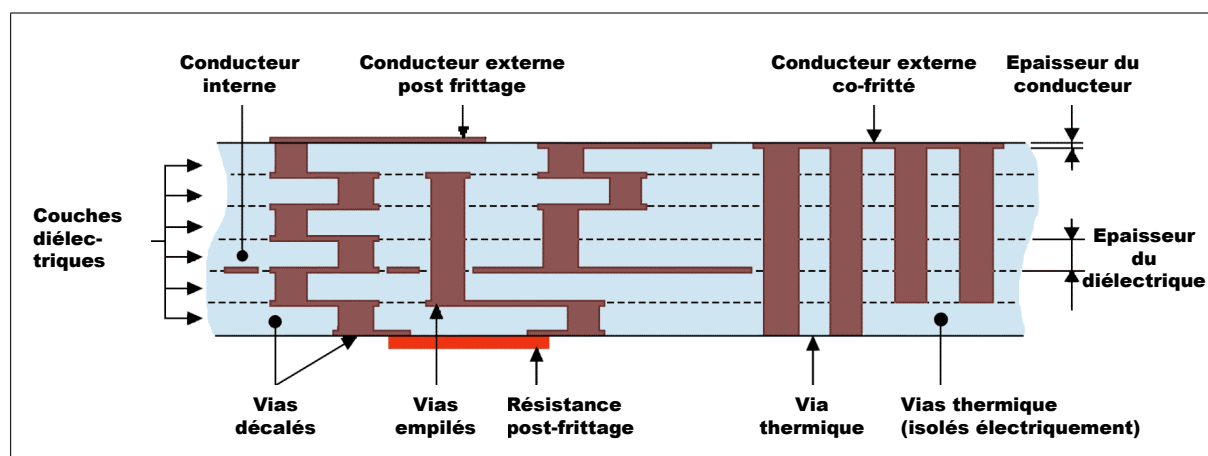 Conducteur
interne
Conducteur externe
post frittage
Conducteur externe
co-fritté
Epaisseur du
conducteur
Couches
diélec-
triques
Epaisseur
du
diélectrique
Vias
décalés
Vias
empilés
Résistance
post-frittage
Via
thermique
Vias thermique
(isolés électriquement)